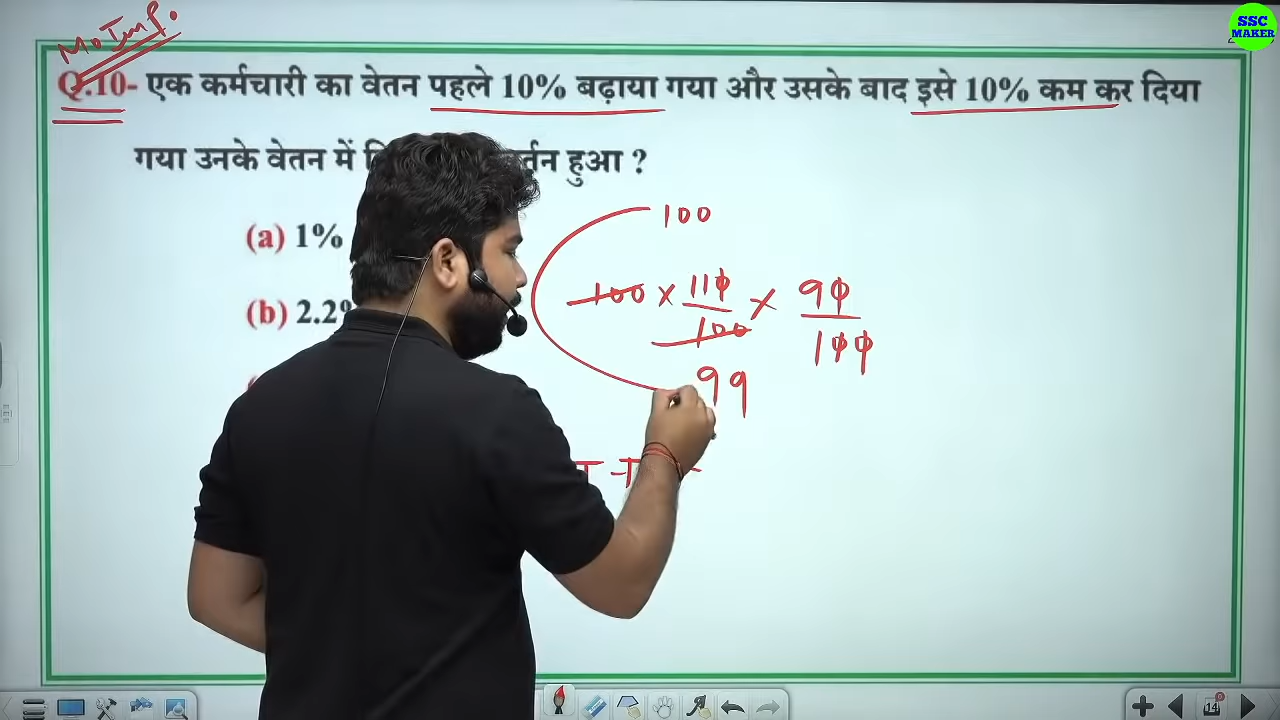 SSC
MAKER
Mo Imp.
Q.10- एक कर्मचारी का वेतन पहले 10% बढ़ाया गया और उसके बाद इसे 10% कम कर दिया
गया उनके वेतन में हुआ ?
(a) 1%
(b) 2.2%
100
100 × 110/100 × 90/100
99